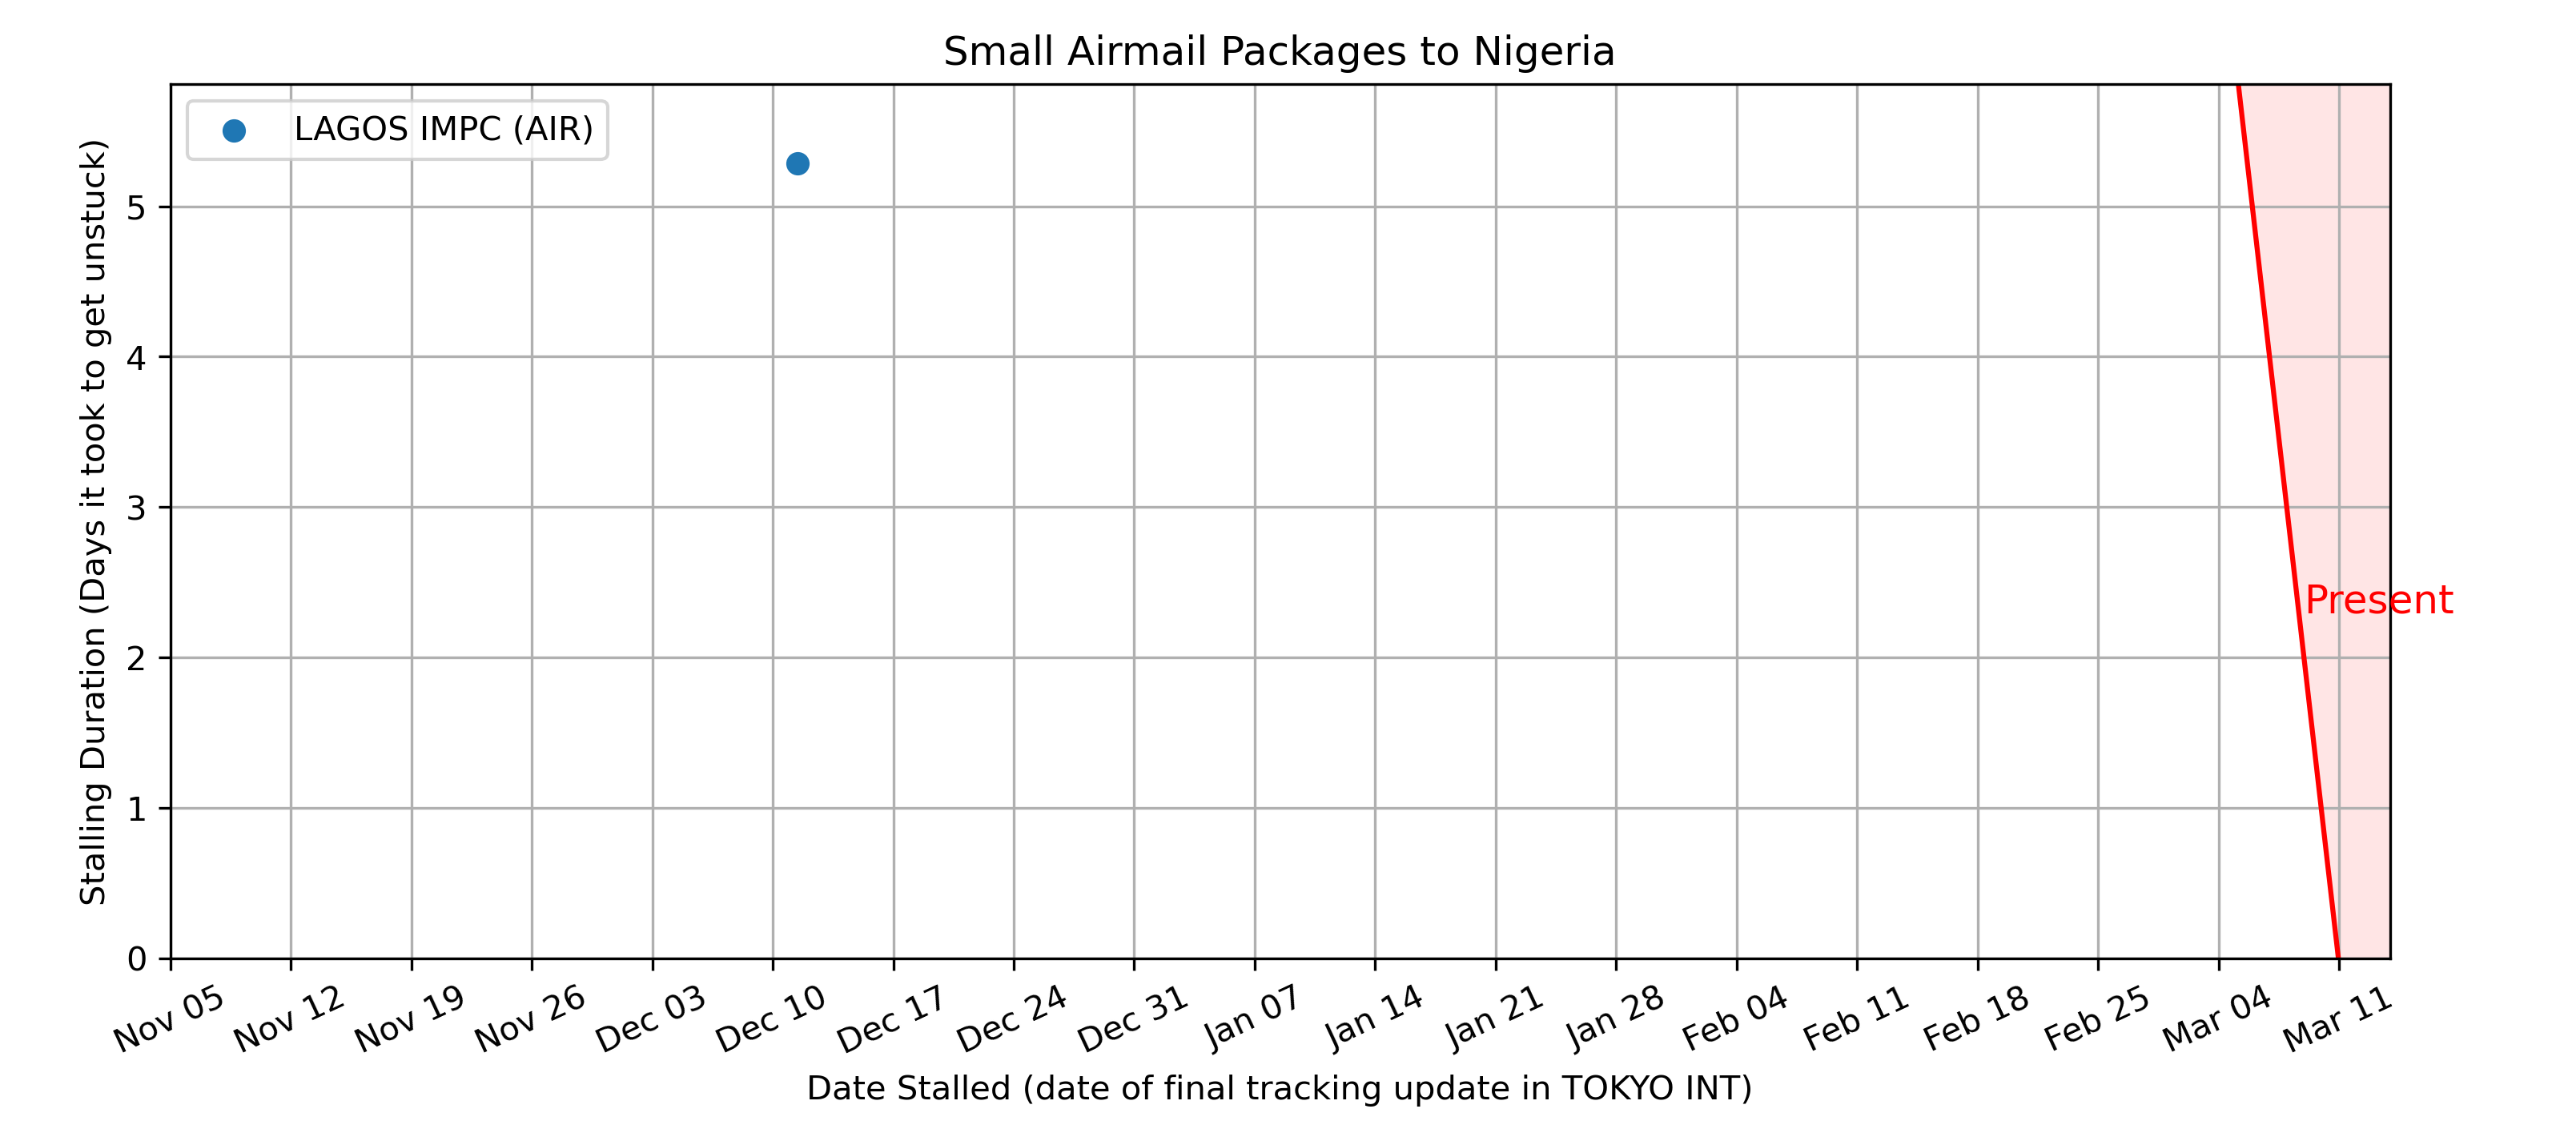 Small Airmail Packages to Nigeria
LAGOS IMPC (AIR)
Stalling Duration (Days it took to get unstuck)
5
4
3
2
1
0
Present
Nov 05
Nov 12
Nov 19
Nov 26
Dec 03
Dec 10
Dec 17
Dec 24
Dec 31
Jan 07
Jan 14
Jan 21
Jan 28
Feb 04
Feb 11
Feb 18
Feb 25
Mar 04
Mar 11
Date Stalled (date of final tracking update in TOKYO INT)